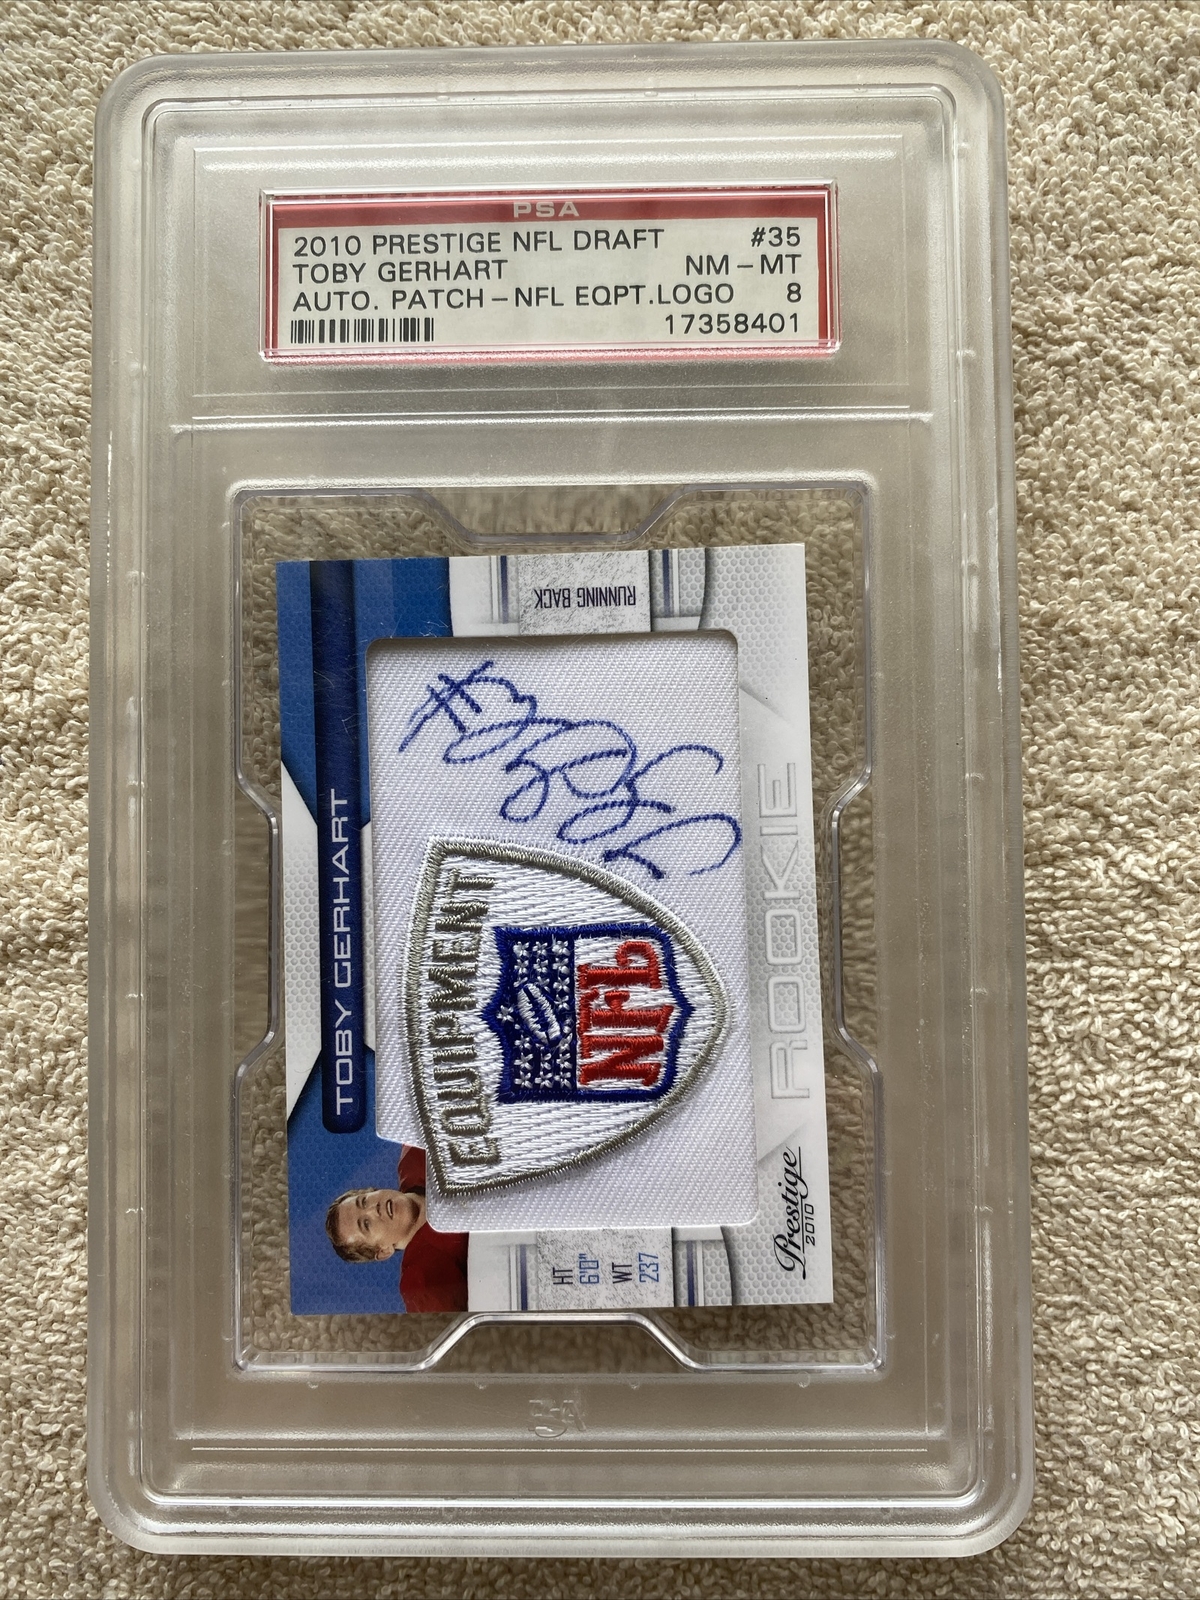 PSA
2010 PRESTIGE NFL DRAFT #35
TOBY GERHART NM-MT
AUTO. PATCH-NFL EQPT.LOGO 8
17358401
TOBY GERHART
RUNNING BACK
EQUIPMENT
NFL
ROOKIE
HT
6'0"
WT
237
Prestige
2010
PSA